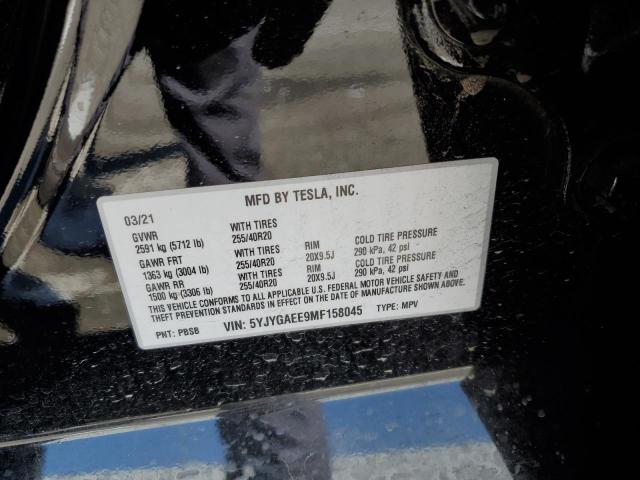 MFD BY TESLA, INC.
03/21
GVWR WITH TIRES
2591 kg (5712 lb) 255/40R20 RIM COLD TIRE PRESSURE
GAWR FRT WITH TIRES 20X9.5J 290 kPa, 42 psi
1363 kg (3004 lb) 255/40R20 RIM COLD TIRE PRESSURE
GAWR RR WITH TIRES 20X9.5J 290 kPa, 42 psi
1500 kg (3306 lb) 255/40R20
THIS VEHICLE CONFORMS TO ALL APPLICABLE U.S. FEDERAL MOTOR VEHICLE SAFETY AND
THEFT PREVENTION STANDARDS IN EFFECT ON THE DATE OF MANUFACTURE SHOWN ABOVE.
PNT: PBSB VIN: 5YJYGAEE9MF158045 TYPE: MPV